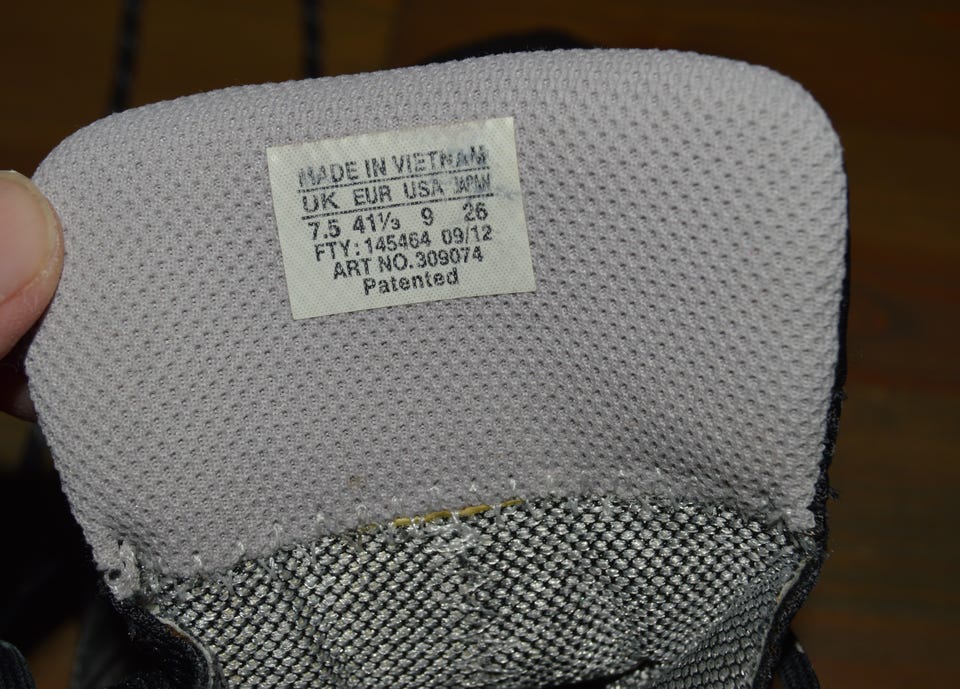 MADE IN VIETNAM
UK EUR USA JAPAN
7.5 41⅓ 9 26
FTY: 145464 09/12
ART NO. 309074
Patented